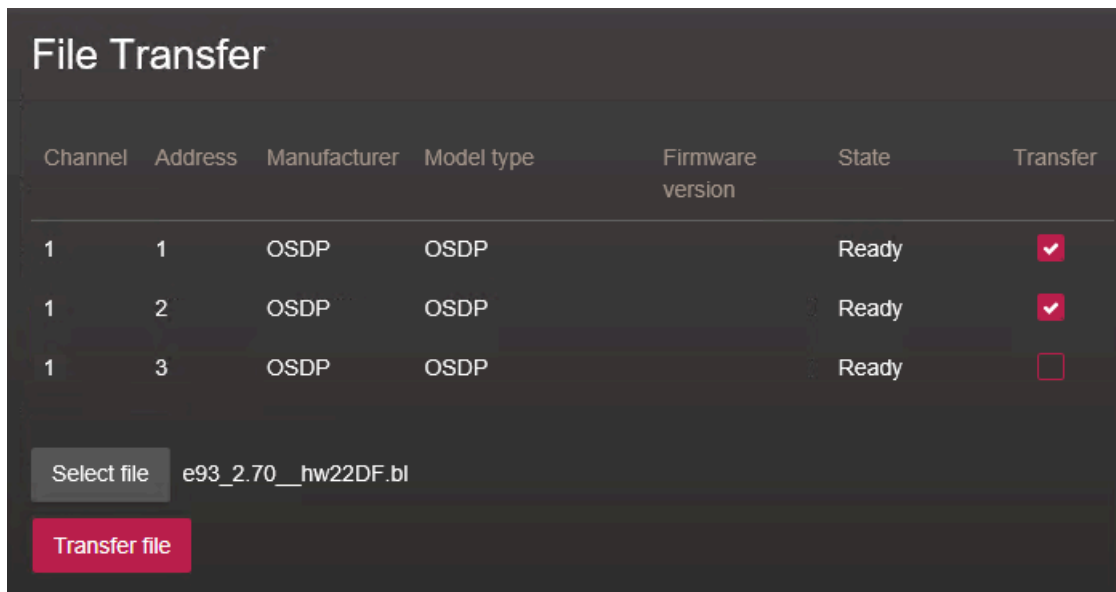 File Transfer
Channel Address Manufacturer Model type Firmware version State Transfer
1 1 OSDP OSDP Ready
1 2 OSDP OSDP Ready
1 3 OSDP OSDP Ready
Select file e93_2.70__hw22DF.bl
Transfer file